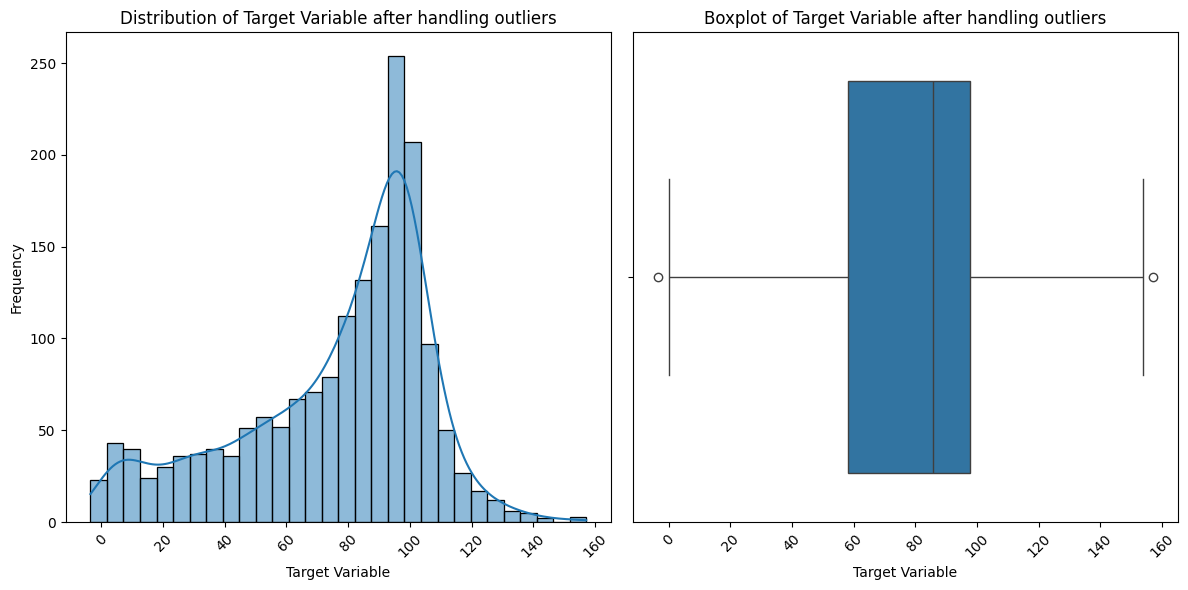 Distribution of Target Variable after handling outliers
Frequency
250
200
150
100
50
0
0 20 40 60 80 100 120 140 160
Target Variable
Boxplot of Target Variable after handling outliers
0 20 40 60 80 100 120 140 160
Target Variable